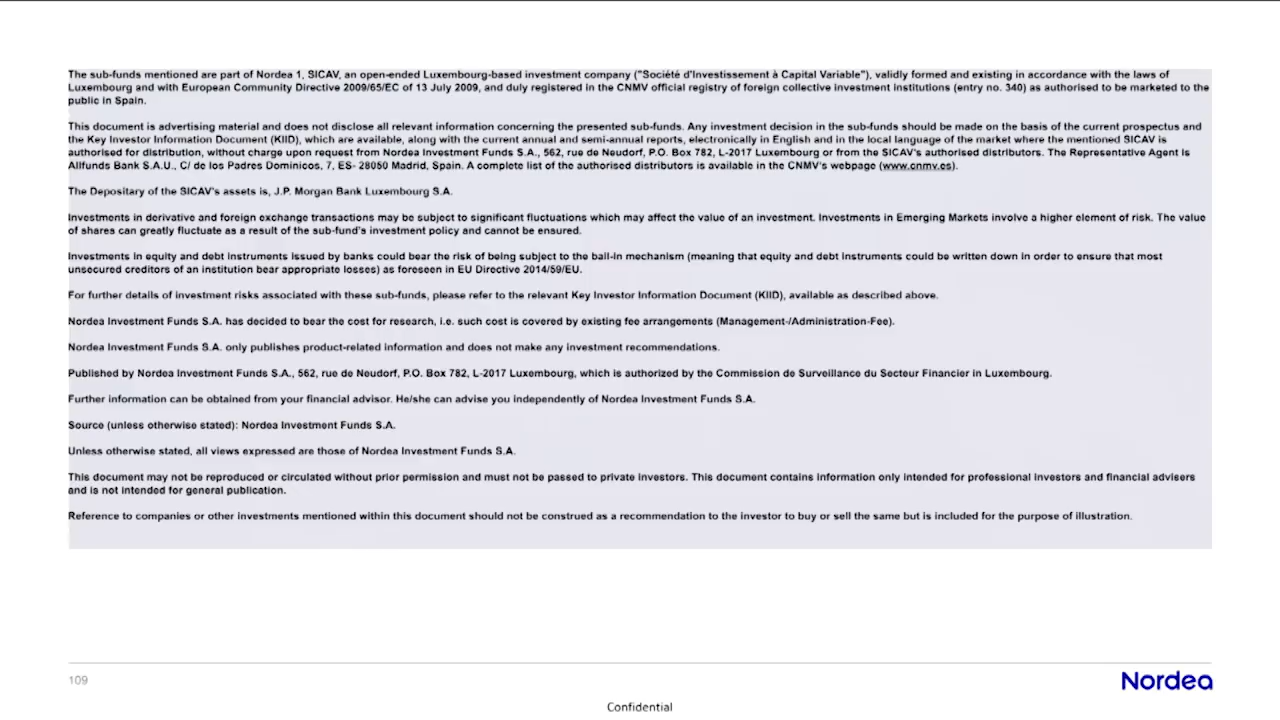 The sub-funds mentioned are part of Nordea 1, SICAV, an open-ended Luxembourg-based investment company ("Société d'Investissement à Capital Variable"), validly formed and existing in accordance with the laws of
Luxembourg and with European Community Directive 2009/65/EC of 13 July 2009, and duly registered in the CNMV official registry of foreign collective investment institutions (entry no. 340) as authorised to be marketed to the
public in Spain.
This document is advertising material and does not disclose all relevant information concerning the presented sub-funds. Any investment decision in the sub-funds should be made on the basis of the current prospectus and
the Key Investor Information Document (KIID), which are available, along with the current annual and semi-annual reports, electronically in English and in the local language of the market where the mentioned SICAV is
authorised for distribution, without charge upon request from Nordea Investment Funds S.A., 562, rue de Neudorf, P.O. Box 782, L-2017 Luxembourg or from the SICAV's authorised distributors. The Representative Agent is
Allfunds Bank S.A.U., C/ de los Padres Dominicos, 7, ES- 28050 Madrid, Spain. A complete list of the authorised distributors is available in the CNMV's webpage (www.cnmv.es).
The Depositary of the SICAV's assets is, J.P. Morgan Bank Luxembourg S.A.
Investments in derivative and foreign exchange transactions may be subject to significant fluctuations which may affect the value of an investment. Investments in Emerging Markets involve a higher element of risk. The value
of shares can greatly fluctuate as a result of the sub-fund's investment policy and cannot be ensured.
Investments in equity and debt instruments issued by banks could bear the risk of being subject to the bail-in mechanism (meaning that equity and debt instruments could be written down in order to ensure that most
unsecured creditors of an institution bear appropriate losses) as foreseen in EU Directive 2014/59/EU.
For further details of investment risks associated with these sub-funds, please refer to the relevant Key Investor Information Document (KIID), available as described above.
Nordea Investment Funds S.A. has decided to bear the cost for research, i.e. such cost is covered by existing fee arrangements (Management-/Administration-Fee).
Nordea Investment Funds S.A. only publishes product-related information and does not make any investment recommendations.
Published by Nordea Investment Funds S.A., 562, rue de Neudorf, P.O. Box 782, L-2017 Luxembourg, which is authorized by the Commission de Surveillance du Secteur Financier in Luxembourg.
Further information can be obtained from your financial advisor. He/she can advise you independently of Nordea Investment Funds S.A.
Source (unless otherwise stated): Nordea Investment Funds S.A.
Unless otherwise stated, all views expressed are those of Nordea Investment Funds S.A.
This document may not be reproduced or circulated without prior permission and must not be passed to private investors. This document contains information only intended for professional investors and financial advisers
and is not intended for general publication.
Reference to companies or other investments mentioned within this document should not be construed as a recommendation to the investor to buy or sell the same but is included for the purpose of illustration.
109
Nordea
Confidential